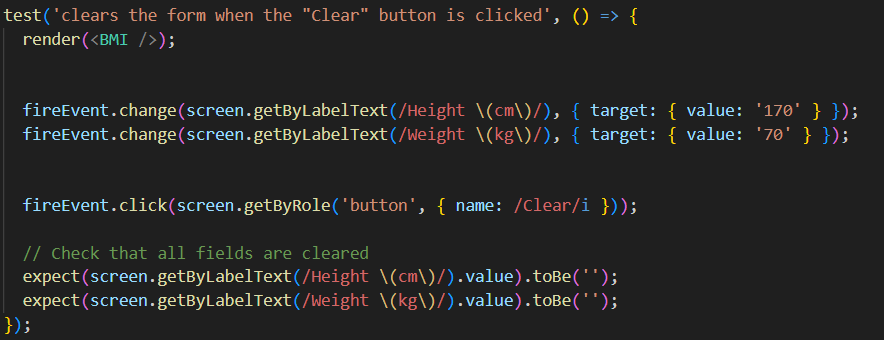 test('clears the form when the "Clear" button is clicked', () => {
  render(<BMI />);
  fireEvent.change(screen.getByLabelText(/Height \(cm\)/), { target: { value: '170' } });
  fireEvent.change(screen.getByLabelText(/Weight \(kg\)/), { target: { value: '70' } });
  fireEvent.click(screen.getByRole('button', { name: /Clear/i }));
  // Check that all fields are cleared
  expect(screen.getByLabelText(/Height \(cm\)/).value).toBe('');
  expect(screen.getByLabelText(/Weight \(kg\)/).value).toBe('');
});